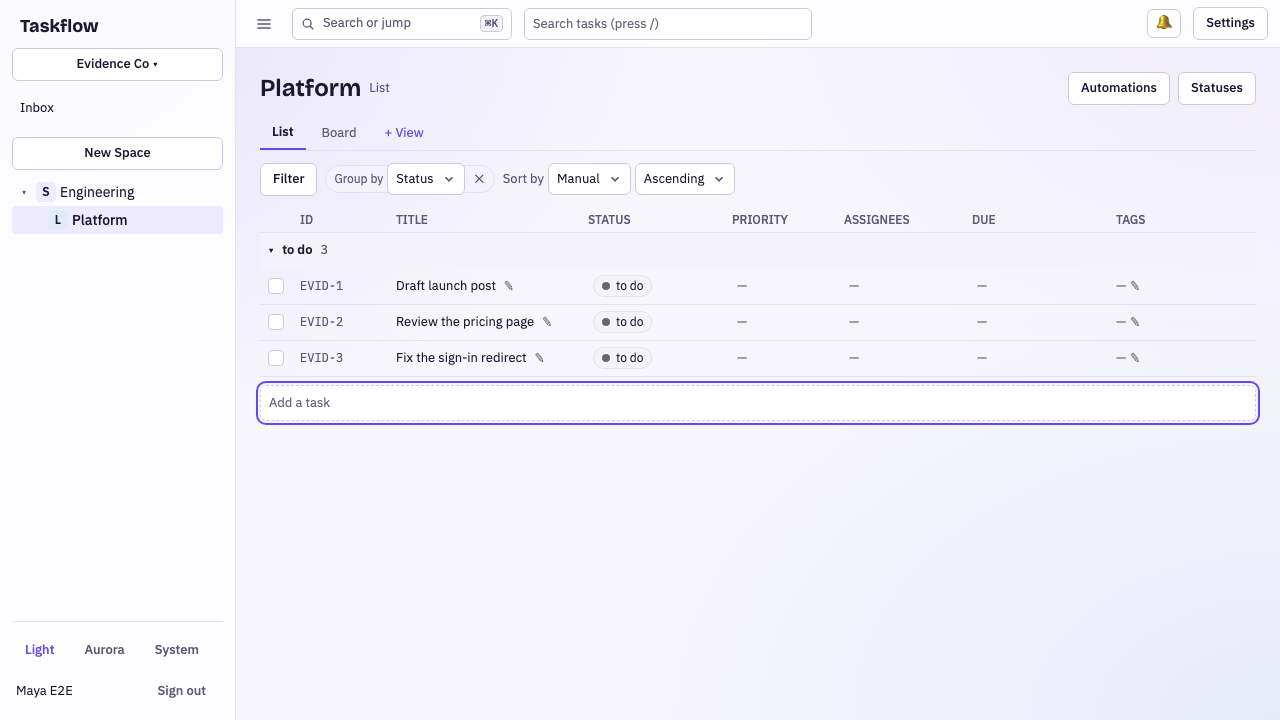 Taskflow
Evidence Co ▾
Inbox
New Space
▾ S Engineering
L Platform
Light Aurora System
Maya E2E Sign out
Search or jump ⌘K
Search tasks (press /)
Settings
Platform List
Automations Statuses
List Board + View
Filter Group by Status Sort by Manual Ascending
ID TITLE STATUS PRIORITY ASSIGNEES DUE TAGS
▾ to do 3
EVID-1 Draft launch post ✎ to do — — — — ✎
EVID-2 Review the pricing page ✎ to do — — — — ✎
EVID-3 Fix the sign-in redirect ✎ to do — — — — ✎
Add a task